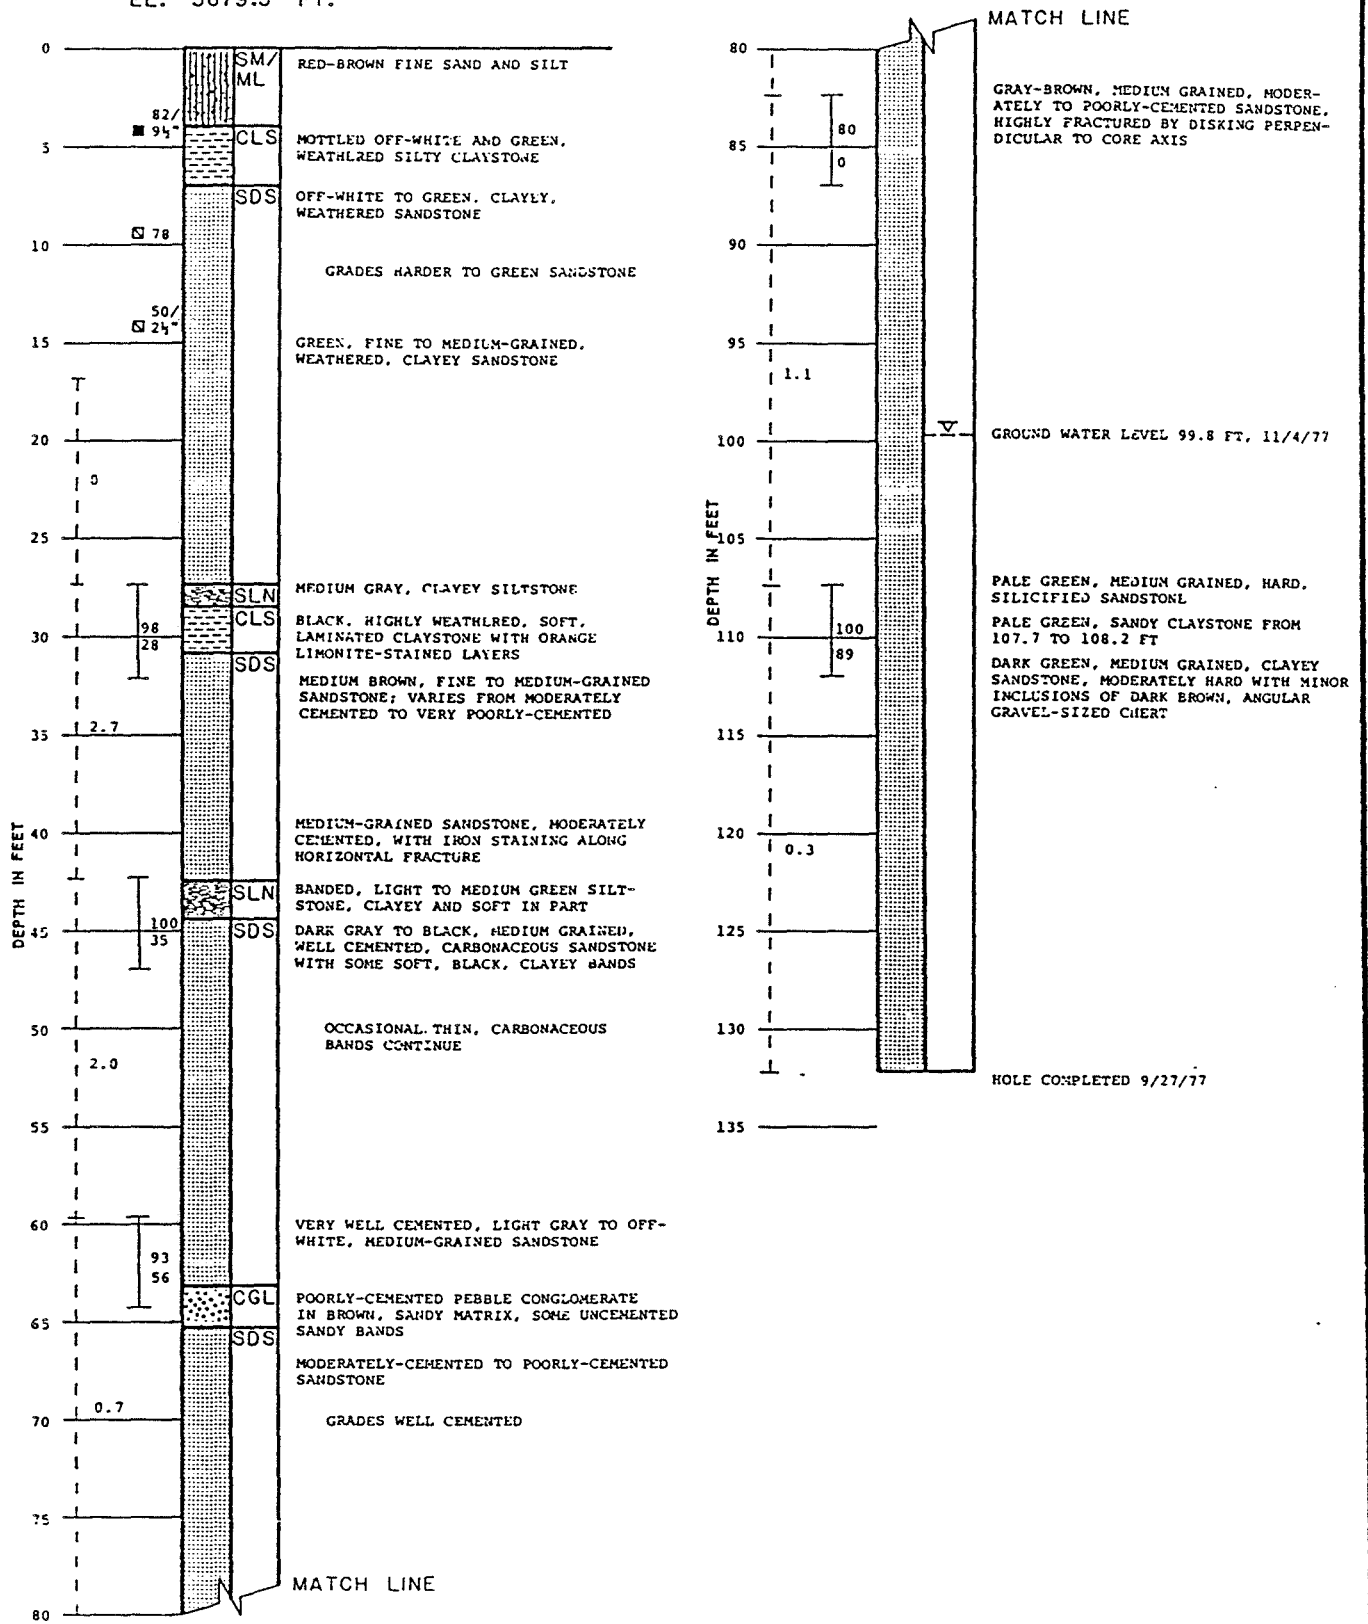 EL. 5679.5 FT.
0
SM/
ML
RED-BROWN FINE SAND AND SILT
82/
9½"
CLS
MOTTLED OFF-WHITE AND GREEN,
WEATHERED SILTY CLAYSTONE
5
SDS
OFF-WHITE TO GREEN, CLAYEY,
WEATHERED SANDSTONE
78
10
GRADES HARDER TO GREEN SANDSTONE
50/
2½"
15
GREEN, FINE TO MEDIUM-GRAINED,
WEATHERED, CLAYEY SANDSTONE
20
0
25
SLN
MEDIUM GRAY, CLAYEY SILTSTONE
CLS
BLACK, HIGHLY WEATHERED, SOFT,
LAMINATED CLAYSTONE WITH ORANGE
LIMONITE-STAINED LAYERS
98
30
28
SDS
MEDIUM BROWN, FINE TO MEDIUM-GRAINED
SANDSTONE; VARIES FROM MODERATELY
CEMENTED TO VERY POORLY-CEMENTED
2.7
35
DEPTH IN FEET
40
MEDIUM-GRAINED SANDSTONE, MODERATELY
CEMENTED, WITH IRON STAINING ALONG
HORIZONTAL FRACTURE
SLN
BANDED, LIGHT TO MEDIUM GREEN SILT-
STONE, CLAYEY AND SOFT IN PART
100
45
35
SDS
DARK GRAY TO BLACK, MEDIUM GRAINED,
WELL CEMENTED, CARBONACEOUS SANDSTONE
WITH SOME SOFT, BLACK, CLAYEY BANDS
50
OCCASIONAL THIN, CARBONACEOUS
BANDS CONTINUE
2.0
55
60
VERY WELL CEMENTED, LIGHT GRAY TO OFF-
WHITE, MEDIUM-GRAINED SANDSTONE
93
56
CGL
POORLY-CEMENTED PEBBLE CONGLOMERATE
IN BROWN, SANDY MATRIX, SOME UNCEMENTED
SANDY BANDS
65
SDS
MODERATELY-CEMENTED TO POORLY-CEMENTED
SANDSTONE
0.7
70
GRADES WELL CEMENTED
75
MATCH LINE
80
MATCH LINE
80
GRAY-BROWN, MEDIUM GRAINED, MODER-
ATELY TO POORLY-CEMENTED SANDSTONE,
HIGHLY FRACTURED BY DISKING PERPEN-
DICULAR TO CORE AXIS
80
85
0
90
95
1.1
100
GROUND WATER LEVEL 99.8 FT, 11/4/77
DEPTH IN FEET
105
PALE GREEN, MEDIUM GRAINED, HARD,
SILICIFIED SANDSTONE
PALE GREEN, SANDY CLAYSTONE FROM
107.7 TO 108.2 FT
100
110
89
DARK GREEN, MEDIUM GRAINED, CLAYEY
SANDSTONE, MODERATELY HARD WITH MINOR
INCLUSIONS OF DARK BROWN, ANGULAR
GRAVEL-SIZED CHERT
115
120
0.3
125
130
HOLE COMPLETED 9/27/77
135